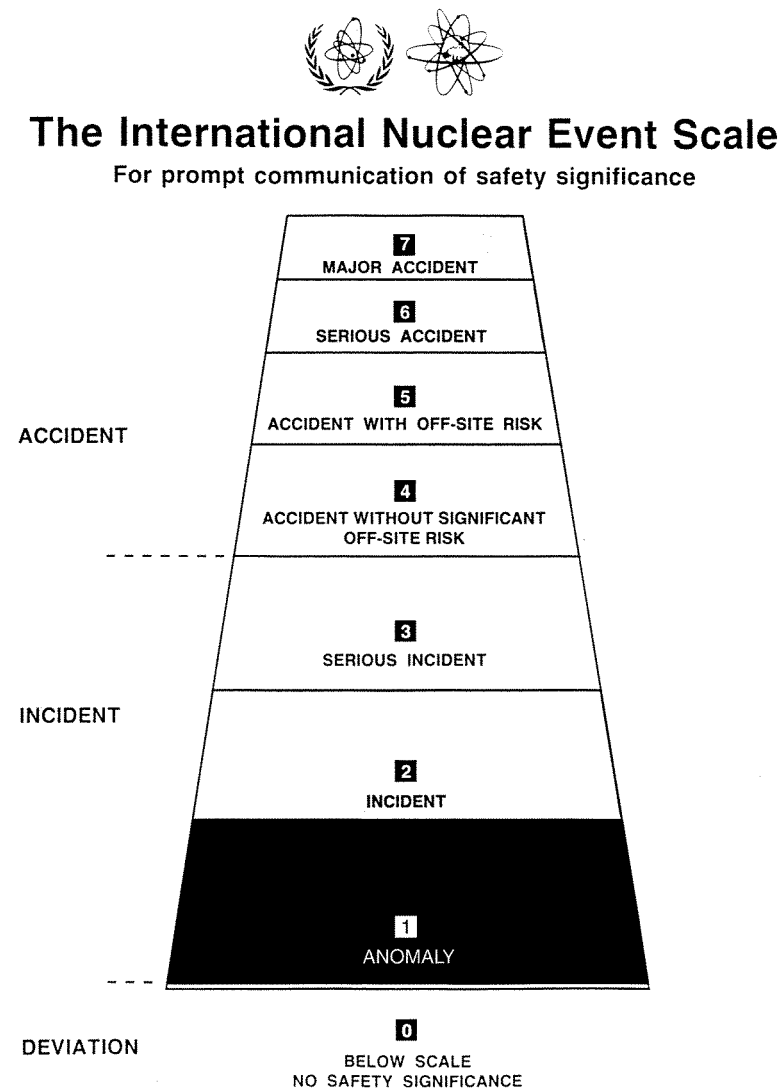 The International Nuclear Event Scale
For prompt communication of safety significance
7
MAJOR ACCIDENT
6
SERIOUS ACCIDENT
5
ACCIDENT WITH OFF-SITE RISK
ACCIDENT
4
ACCIDENT WITHOUT SIGNIFICANT
OFF-SITE RISK
3
SERIOUS INCIDENT
INCIDENT
2
INCIDENT
1
ANOMALY
0
DEVIATION
BELOW SCALE
NO SAFETY SIGNIFICANCE